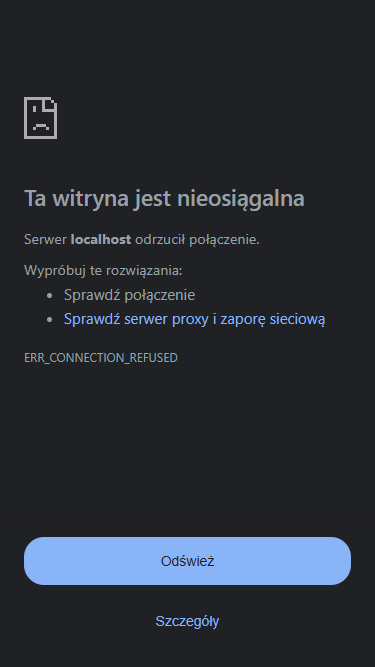 Ta witryna jest nieosiągalna
Serwer localhost odrzucił połączenie.
Wypróbuj te rozwiązania:
Sprawdź połączenie
Sprawdź serwer proxy i zaporę sieciową
ERR_CONNECTION_REFUSED
Odśwież
Szczegóły